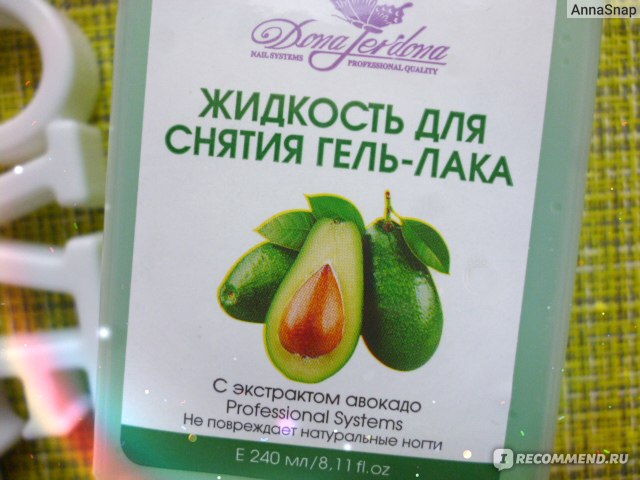 AnnaSnap
Dona Jerdona
NAIL SYSTEMS PROFESSIONAL QUALITY
ЖИДКОСТЬ ДЛЯ
СНЯТИЯ ГЕЛЬ-ЛАКА
С экстрактом авокадо
Professional Systems
Не повреждает натуральные ногти
Е 240 мл/8,11 fl.oz
IRECOMMEND.RU